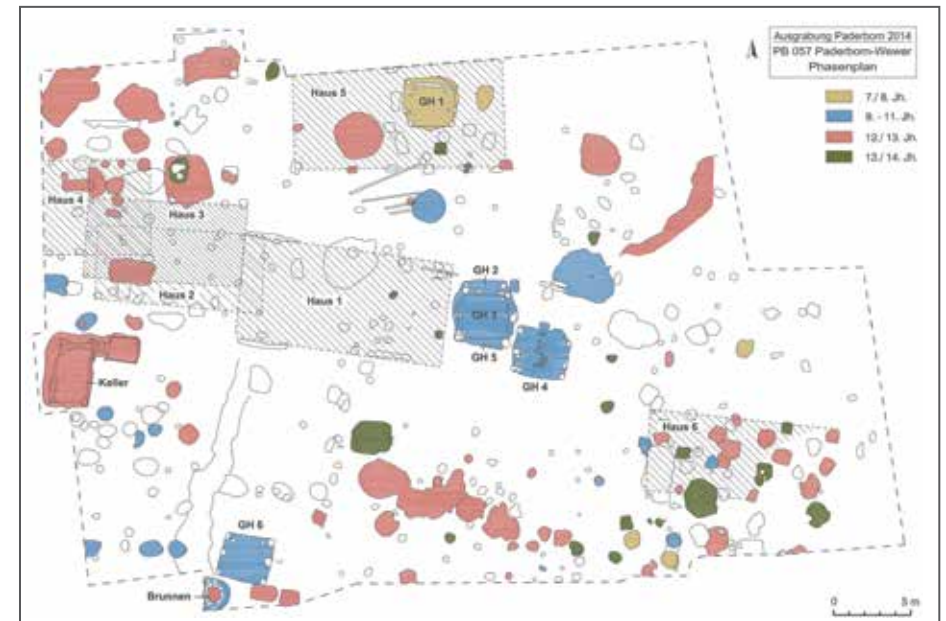 Ausgrabung Paderborn 2014
PB 057 Paderborn-Wewer
Phasenplan
7./ 8. Jh.
9. - 11. Jh.
12./ 13. Jh.
13./ 14. Jh.
Haus 5
GH 1
Haus 4
Haus 3
Haus 2
Haus 1
GH 2
GH 3
GH 5
GH 4
Keller
Haus 6
GH 6
Brunnen
0
5 m